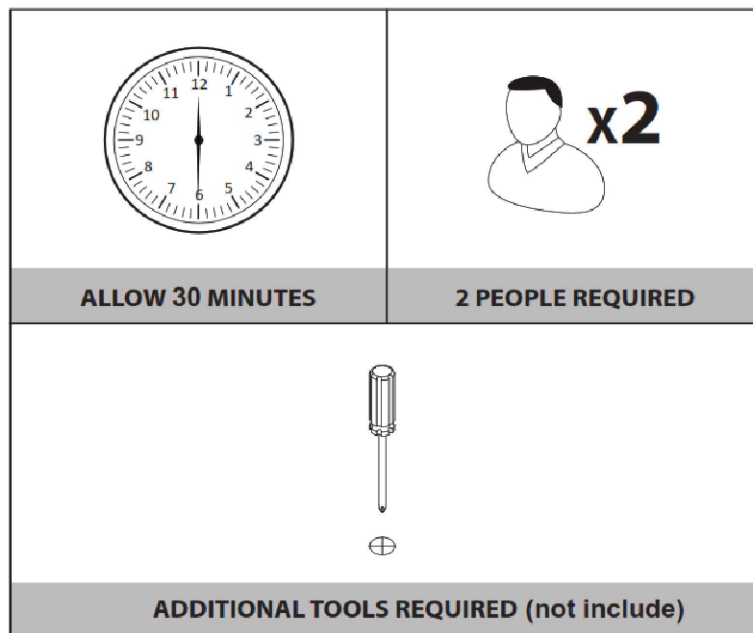 12
11 1
10 2
9 3
8 4
7 5
6
x2
ALLOW 30 MINUTES
2 PEOPLE REQUIRED
ADDITIONAL TOOLS REQUIRED (not include)